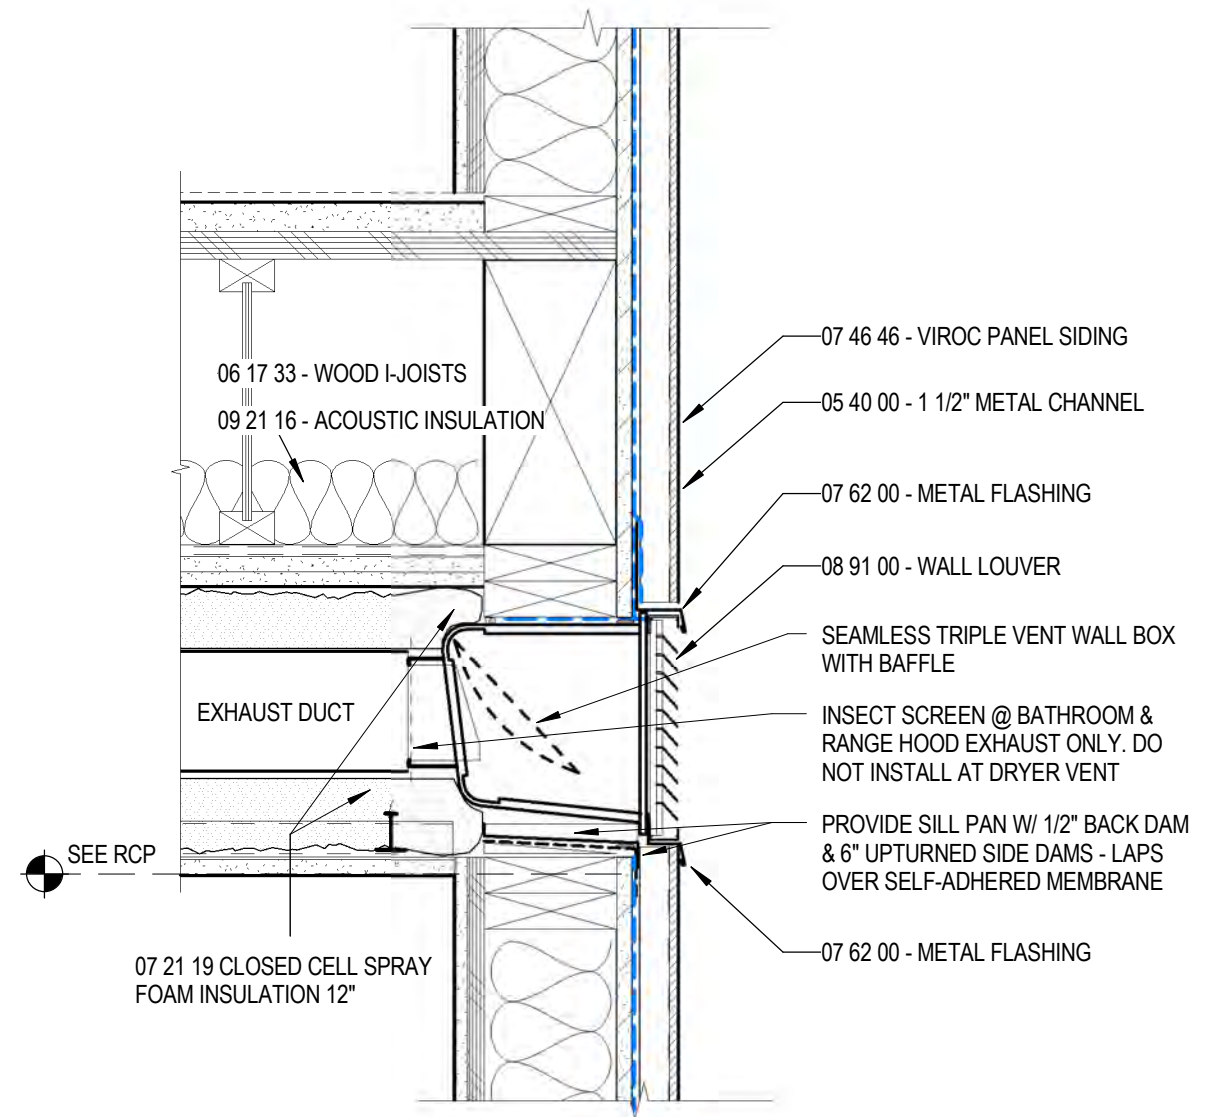 06 17 33 - WOOD I-JOISTS
09 21 16 - ACOUSTIC INSULATION
07 46 46 - VIROC PANEL SIDING
05 40 00 - 1 1/2" METAL CHANNEL
07 62 00 - METAL FLASHING
08 91 00 - WALL LOUVER
SEAMLESS TRIPLE VENT WALL BOX
WITH BAFFLE
EXHAUST DUCT
INSECT SCREEN @ BATHROOM &
RANGE HOOD EXHAUST ONLY. DO
NOT INSTALL AT DRYER VENT
PROVIDE SILL PAN W/ 1/2" BACK DAM
& 6" UPTURNED SIDE DAMS - LAPS
OVER SELF-ADHERED MEMBRANE
SEE RCP
07 62 00 - METAL FLASHING
07 21 19 CLOSED CELL SPRAY
FOAM INSULATION 12"